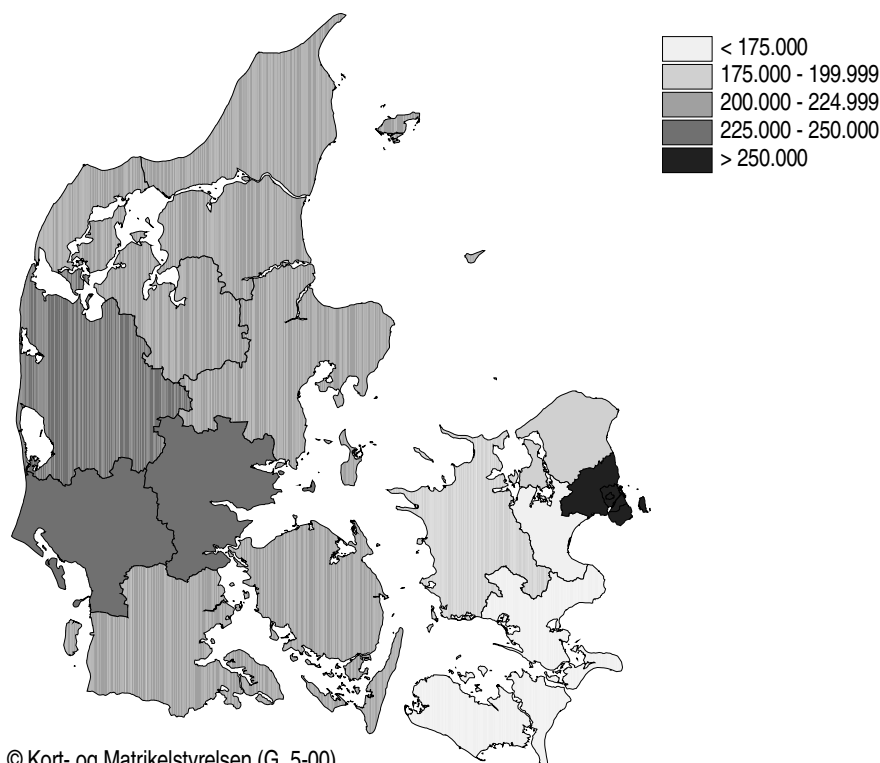 < 175.000
175.000 - 199.999
200.000 - 224.999
225.000 - 250.000
> 250.000
© Kort- og Matrikelstyrelsen (G. 5-00)